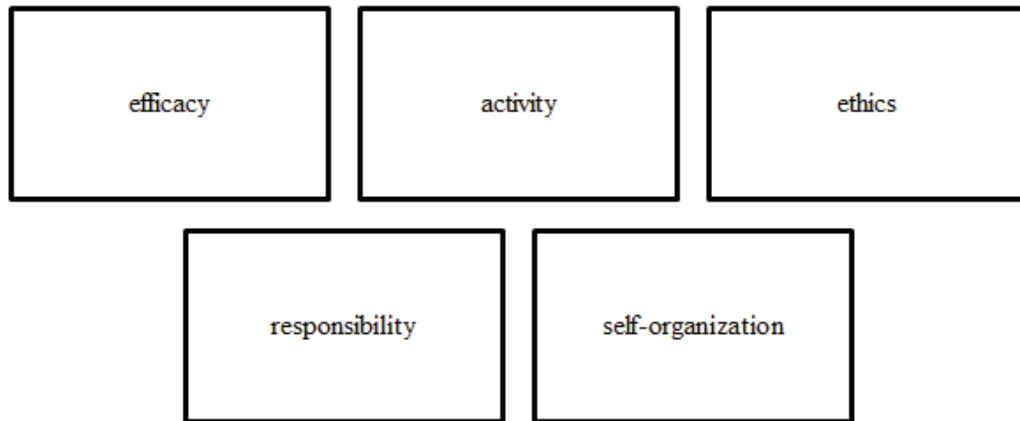 efficacy
activity
ethics
responsibility
self-organization